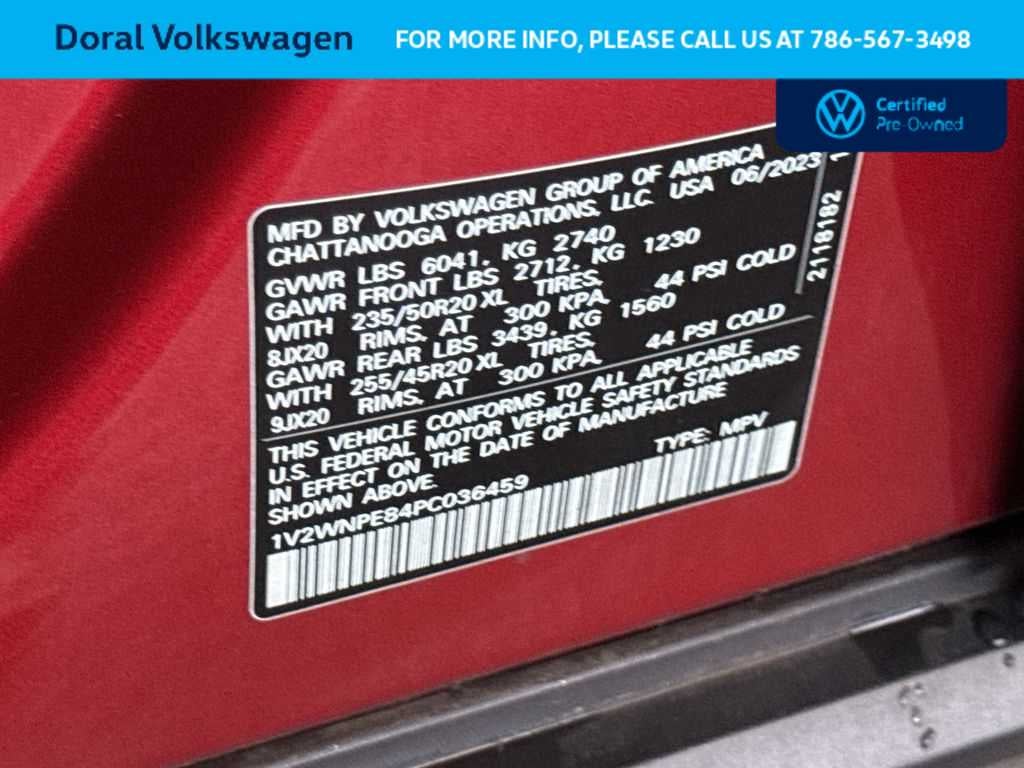 Doral Volkswagen
FOR MORE INFO, PLEASE CALL US AT 786-567-3498
Certified
Pre-Owned
MFD BY VOLKSWAGEN GROUP OF AMERICA
CHATTANOOGA OPERATIONS, LLC. USA 06/2023
GVWR LBS 6041. KG 2740
GAWR FRONT LBS 2712. KG 1230
WITH 235/50R20 XL TIRES.
8JX20 RIMS. AT 300 KPA. 44 PSI COLD
GAWR REAR LBS 3439. KG 1560
WITH 255/45R20 XL TIRES.
9JX20 RIMS. AT 300 KPA. 44 PSI COLD
THIS VEHICLE CONFORMS TO ALL APPLICABLE
U.S. FEDERAL MOTOR VEHICLE SAFETY STANDARDS
IN EFFECT ON THE DATE OF MANUFACTURE
SHOWN ABOVE.
TYPE: MPV
1V2WNPE84PC036459
2118182